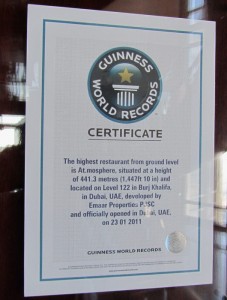 GUINNESS
WORLD RECORDS
CERTIFICATE
The highest restaurant from ground level
is At.mosphere, situated at a height
of 441.3 metres (1,447ft 10 in) and
located on Level 122 in Burj Khalifa,
in Dubai, UAE, developed by
Emaar Properties PJSC
and officially opened in Dubai, UAE,
on 23 01 2011
GUINNESS WORLD RECORDS